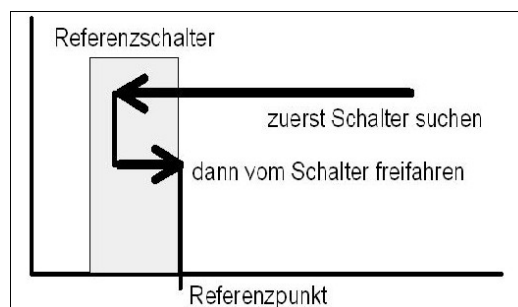 Referenzschalter
zuerst Schalter suchen
dann vom Schalter freifahren
Referenzpunkt